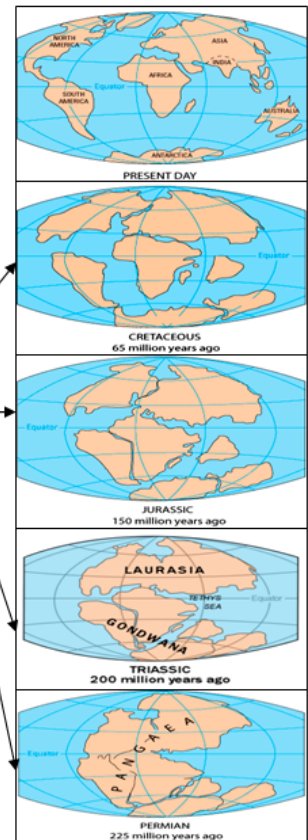 NORTH
AMERICA
ASIA
Equator
AFRICA
INDIA
SOUTH
AMERICA
AUSTRALIA
ANTARCTICA
PRESENT DAY
Equator
CRETACEOUS
65 million years ago
Equator
JURASSIC
150 million years ago
LAURASIA
TETHYS
SEA
Equator
GONDWANA
TRIASSIC
200 million years ago
Equator
PANGAEA
PERMIAN
225 million years ago